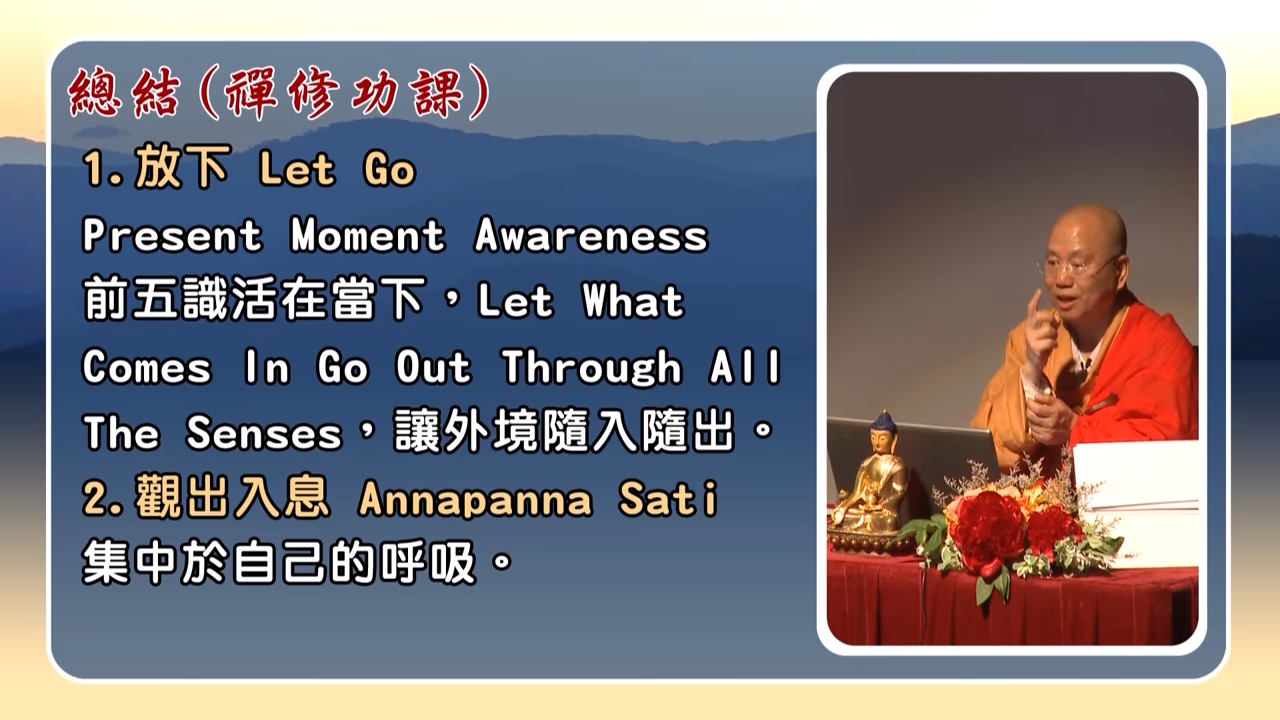 總結(禪修功課)
1.放下 Let Go
Present Moment Awareness
前五識活在當下，Let What
Comes In Go Out Through All
The Senses，讓外境隨入隨出。
2.觀出入息 Annapanna Sati
集中於自己的呼吸。